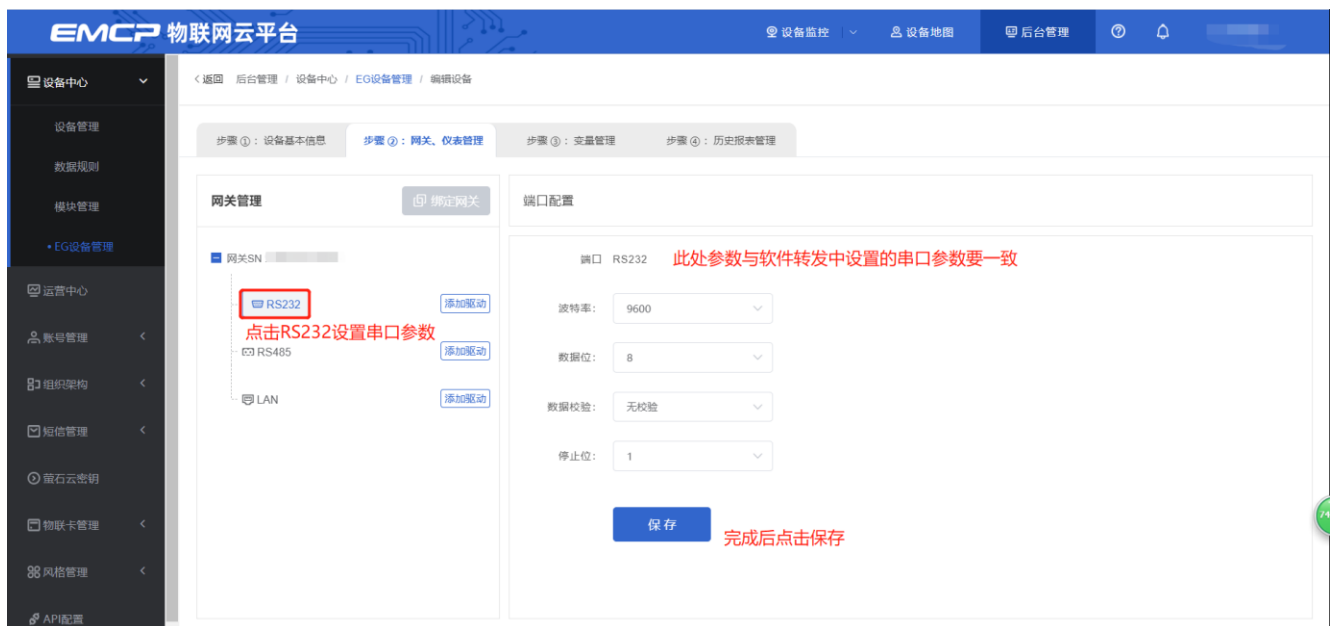 EMCP 物联网云平台
设备监控
设备地图
后台管理
设备中心
设备管理
数据规则
模块管理
• EG设备管理
运营中心
账号管理
组织架构
短信管理
萤石云密钥
物联卡管理
风格管理
API配置
<返回 后台管理 / 设备中心 / EG设备管理 / 编辑设备
步骤①：设备基本信息
步骤②：网关、仪表管理
步骤③：变量管理
步骤④：历史报表管理
网关管理
绑定网关
网关SN
RS232
添加驱动
点击RS232设置串口参数
RS485
添加驱动
LAN
添加驱动
端口配置
端口 RS232
此处参数与软件转发中设置的串口参数要一致
波特率： 9600
数据位： 8
数据校验： 无校验
停止位： 1
保存
完成后点击保存